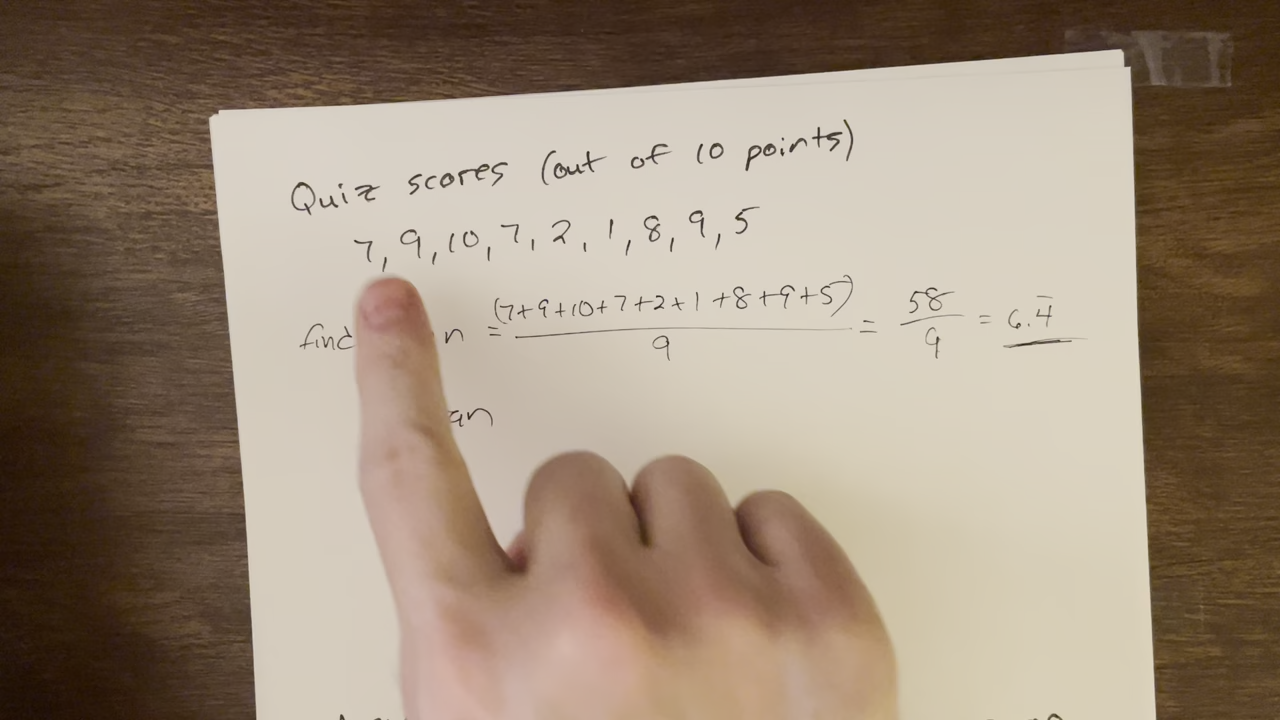 Quiz scores (out of 10 points)
7, 9, 10, 7, 2, 1, 8, 9, 5
find n = (7+9+10+7+2+1+8+9+5) / 9 = 58 / 9 = 6.4̅
an